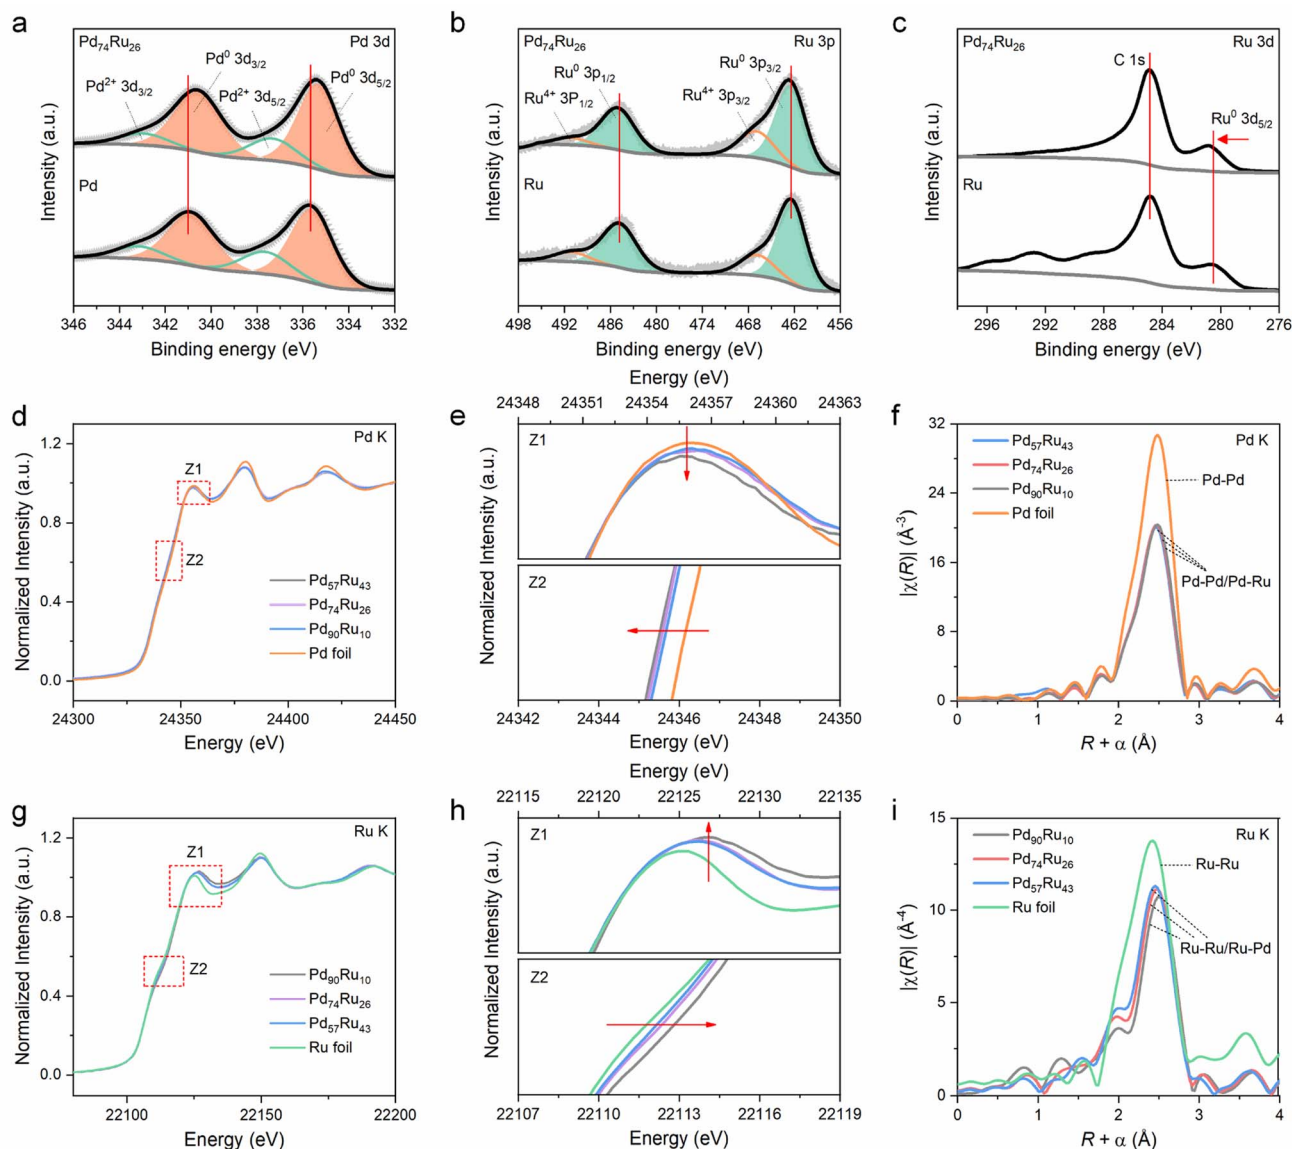 a
Pd₇₄Ru₂₆
Pd 3d
Pd²⁺ 3d₃/₂
Pd⁰ 3d₃/₂
Pd²⁺ 3d₅/₂
Pd⁰ 3d₅/₂
Pd
Intensity (a.u.)
346 344 342 340 338 336 334 332
Binding energy (eV)
b
Pd₇₄Ru₂₆
Ru 3p
Ru⁰ 3p₁/₂
Ru⁴⁺ 3P₁/₂
Ru⁰ 3p₃/₂
Ru⁴⁺ 3p₃/₂
Ru
Intensity (a.u.)
498 492 486 480 474 468 462 456
Binding energy (eV)
c
Pd₇₄Ru₂₆
Ru 3d
C 1s
Ru⁰ 3d₅/₂
Ru
Intensity (a.u.)
296 292 288 284 280 276
Binding energy (eV)
d
Pd K
Z1
Z2
Pd₅₇Ru₄₃
Pd₇₄Ru₂₆
Pd₉₀Ru₁₀
Pd foil
Normalized Intensity (a.u.)
1.2
0.8
0.4
0.0
24300 24350 24400 24450
Energy (eV)
e
Energy (eV)
24348 24351 24354 24357 24360 24363
Z1
Z2
Normalized Intensity (a.u.)
24342 24344 24346 24348 24350
Energy (eV)
f
Pd K
Pd₅₇Ru₄₃
Pd₇₄Ru₂₆
Pd₉₀Ru₁₀
Pd foil
Pd-Pd
Pd-Pd/Pd-Ru
|χ(R)| (Å⁻³)
32
24
16
8
0
0 1 2 3 4
R + α (Å)
g
Ru K
Z1
Z2
Pd₉₀Ru₁₀
Pd₇₄Ru₂₆
Pd₅₇Ru₄₃
Ru foil
Normalized Intensity (a.u.)
1.2
0.8
0.4
0.0
22100 22150 22200
Energy (eV)
h
Energy (eV)
22115 22120 22125 22130 22135
Z1
Z2
Normalized Intensity (a.u.)
22107 22110 22113 22116 22119
Energy (eV)
i
Ru K
Pd₉₀Ru₁₀
Pd₇₄Ru₂₆
Pd₅₇Ru₄₃
Ru foil
Ru-Ru
Ru-Ru/Ru-Pd
|χ(R)| (Å⁻⁴)
15
10
5
0
0 1 2 3 4
R + α (Å)